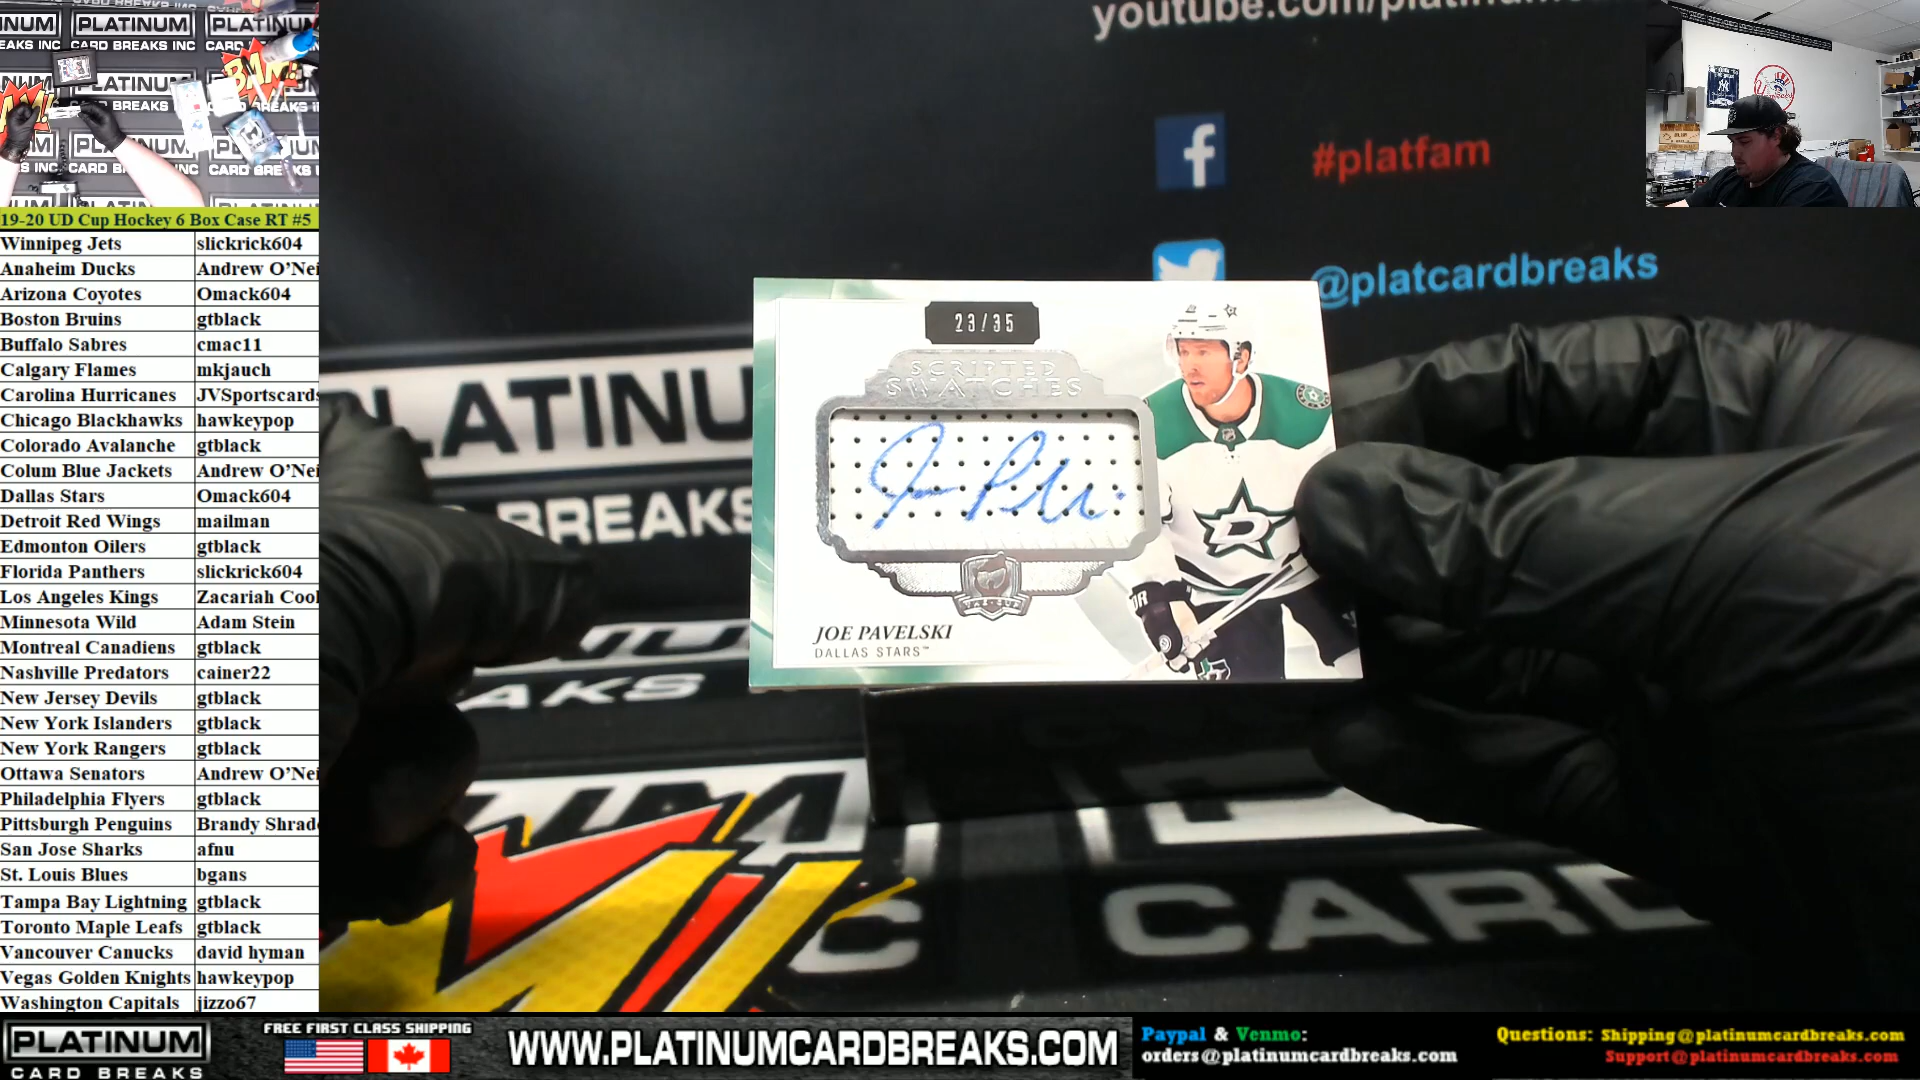 19-20 UD Cup Hockey 6 Box Case RT #5
Winnipeg Jets slickrick604
Anaheim Ducks Andrew O’Nei
Arizona Coyotes Omack604
Boston Bruins gtblack
Buffalo Sabres cmac11
Calgary Flames mkjauch
Carolina Hurricanes JVSportscards
Chicago Blackhawks hawkeypop
Colorado Avalanche gtblack
Colum Blue Jackets Andrew O’Nei
Dallas Stars Omack604
Detroit Red Wings mailman
Edmonton Oilers gtblack
Florida Panthers slickrick604
Los Angeles Kings Zacariah Cool
Minnesota Wild Adam Stein
Montreal Canadiens gtblack
Nashville Predators cainer22
New Jersey Devils gtblack
New York Islanders gtblack
New York Rangers gtblack
Ottawa Senators Andrew O’Nei
Philadelphia Flyers gtblack
Pittsburgh Penguins Brandy Shrad
San Jose Sharks afnu
St. Louis Blues bgans
Tampa Bay Lightning gtblack
Toronto Maple Leafs gtblack
Vancouver Canucks david hyman
Vegas Golden Knights hawkeypop
Washington Capitals jizzo67
#platfam
@platcardbreaks
23/35
SCRIPTED
SWATCHES
THE CUP
JOE PAVELSKI
DALLAS STARS™
PLATINUM
BREAKS
CARD
PLATINUM
CARD BREAKS
FREE FIRST CLASS SHIPPING
WWW.PLATINUMCARDBREAKS.COM
Paypal & Venmo:
orders@platinumcardbreaks.com
Questions: Shipping@platinumcardbreaks.com
Support@platinumcardbreaks.com